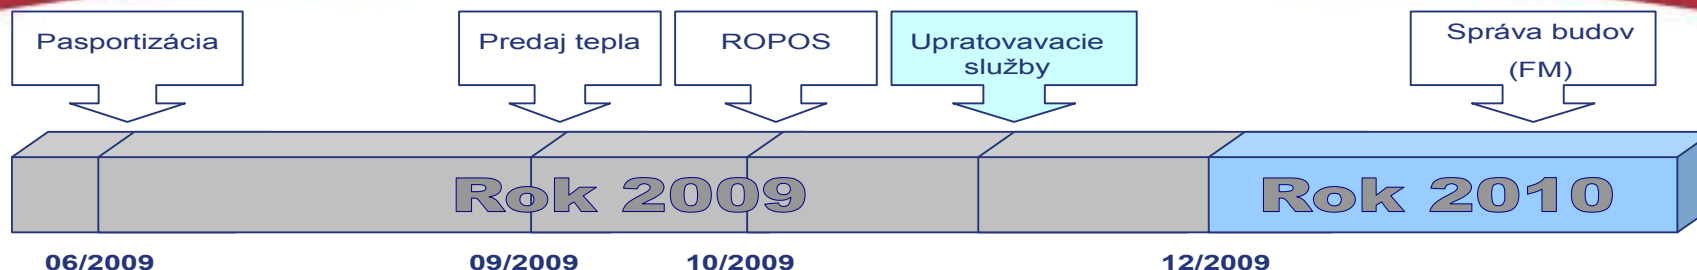 Pasportizácia
Predaj tepla
ROPOS
Upratovavacie
služby
Správa budov
(FM)
Rok 2009
Rok 2010
06/2009
09/2009
10/2009
12/2009